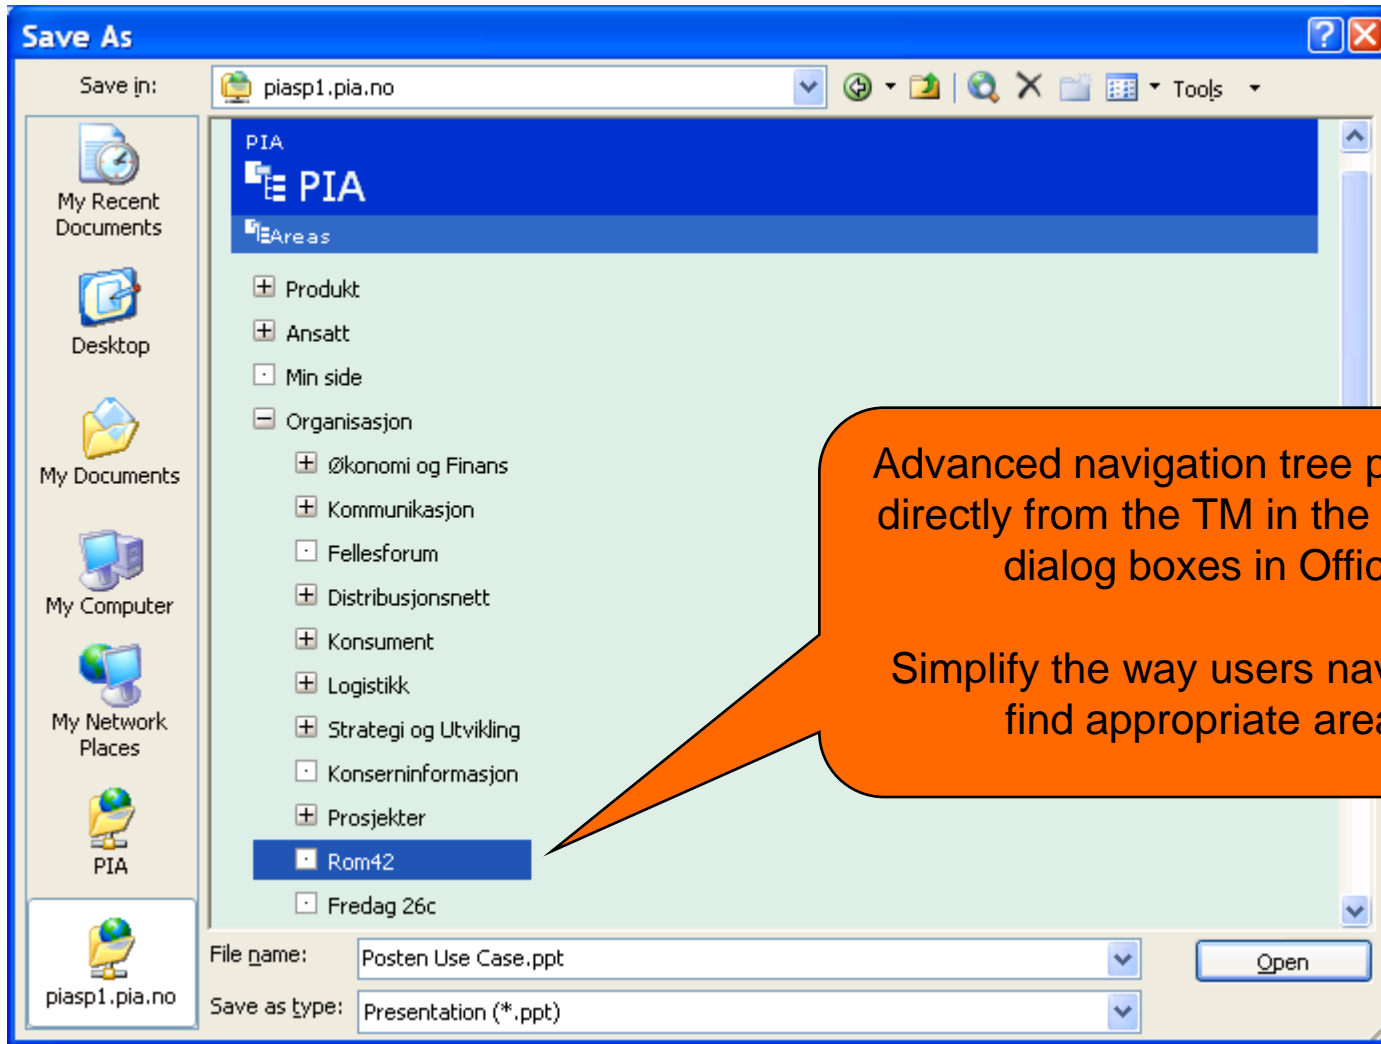 Save As
Save in:
piasp1.pia.no
Tools
My Recent
Documents
Desktop
My Documents
My Computer
My Network
Places
PIA
piasp1.pia.no
PIA
PIA
Areas
Produkt
Ansatt
Min side
Organisasjon
Økonomi og Finans
Kommunikasjon
Fellesforum
Distribusjonsnett
Konsument
Logistikk
Strategi og Utvikling
Konserninformasjon
Prosjekter
Rom42
Fredag 26c
Advanced navigation tree
directly from the TM in the
dialog boxes in
Simplify the way users
find appropriate
File name:
Posten Use Case.ppt
Open
Save as type:
Presentation (*.ppt)